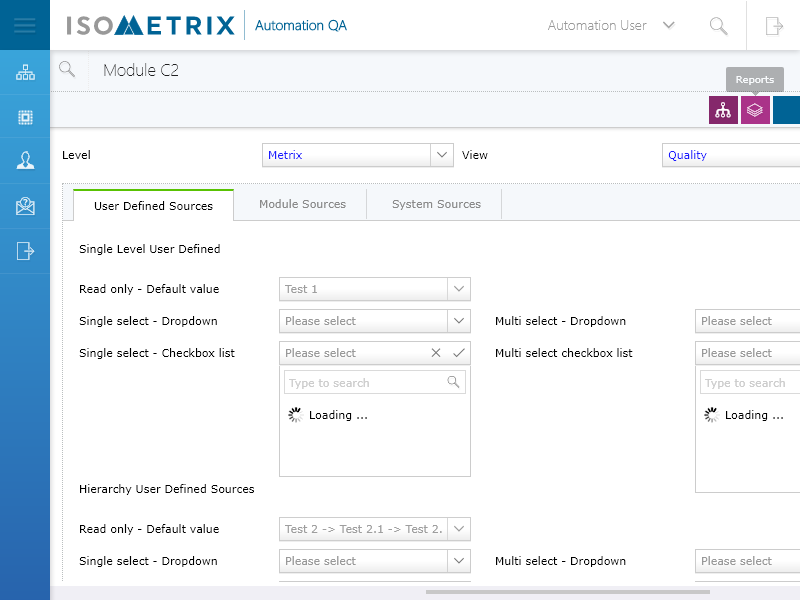 ISOMETRIX Automation QA Automation User
Module C2
Reports
Level Metrix View Quality
User Defined Sources Module Sources System Sources
Single Level User Defined
Read only - Default value Test 1
Single select - Dropdown Please select Multi select - Dropdown Please select
Single select - Checkbox list Please select Multi select checkbox list Please select
Type to search Type to search
Loading ... Loading ...
Hierarchy User Defined Sources
Read only - Default value Test 2 -> Test 2.1 -> Test 2.
Single select - Dropdown Please select Multi select - Dropdown Please select